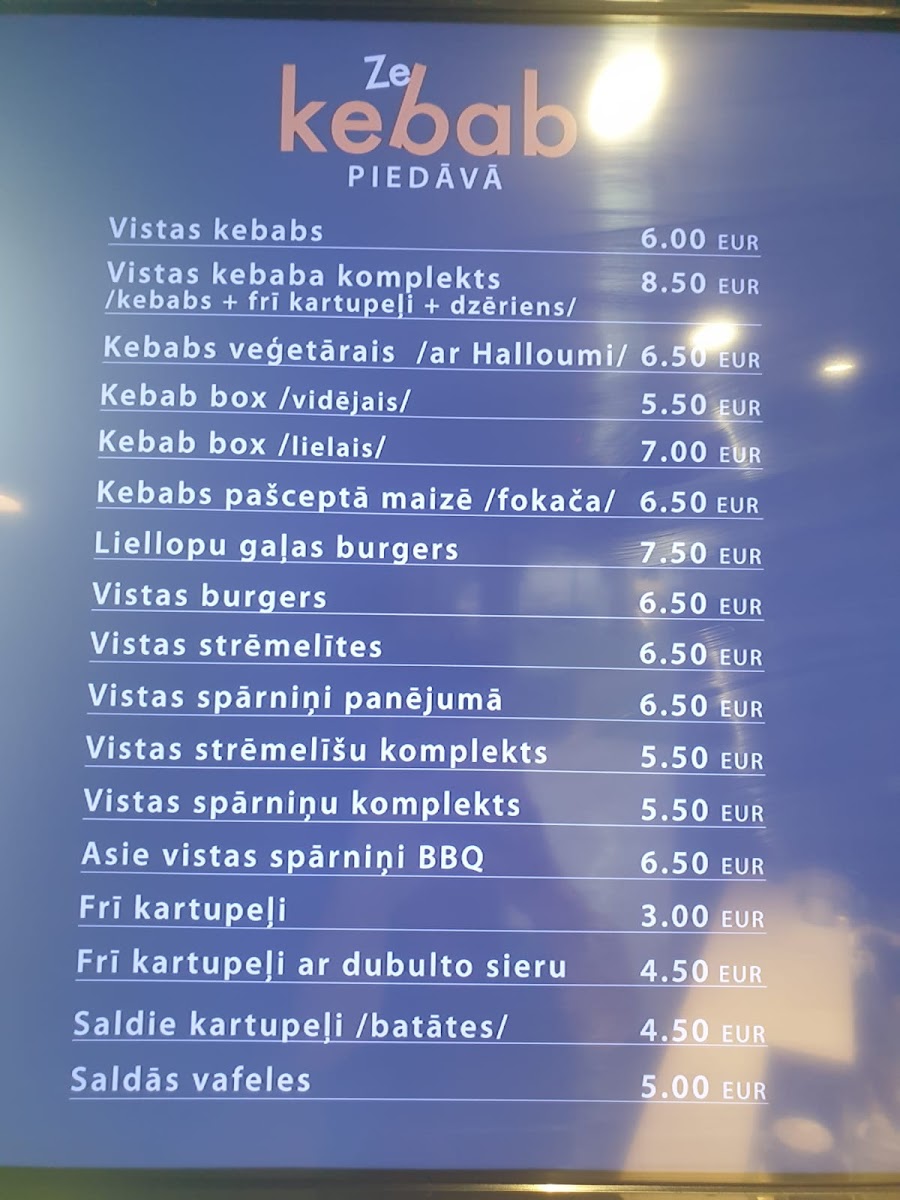 Ze
kebab
PIEDĀVĀ
Vistas kebabs 6.00 EUR
Vistas kebaba komplekts 8.50 EUR
/kebabs + frī kartupeļi + dzēriens/
Kebabs veģetārais /ar Halloumi/ 6.50 EUR
Kebab box /vidējais/ 5.50 EUR
Kebab box /lielais/ 7.00 EUR
Kebabs pašceptā maizē /fokača/ 6.50 EUR
Liellopu gaļas burgers 7.50 EUR
Vistas burgers 6.50 EUR
Vistas strēmelītes 6.50 EUR
Vistas spārniņi panējumā 6.50 EUR
Vistas strēmelīšu komplekts 5.50 EUR
Vistas spārniņu komplekts 5.50 EUR
Asie vistas spārniņi BBQ 6.50 EUR
Frī kartupeļi 3.00 EUR
Frī kartupeļi ar dubulto sieru 4.50 EUR
Saldie kartupeļi /batātes/ 4.50 EUR
Saldās vafeles 5.00 EUR